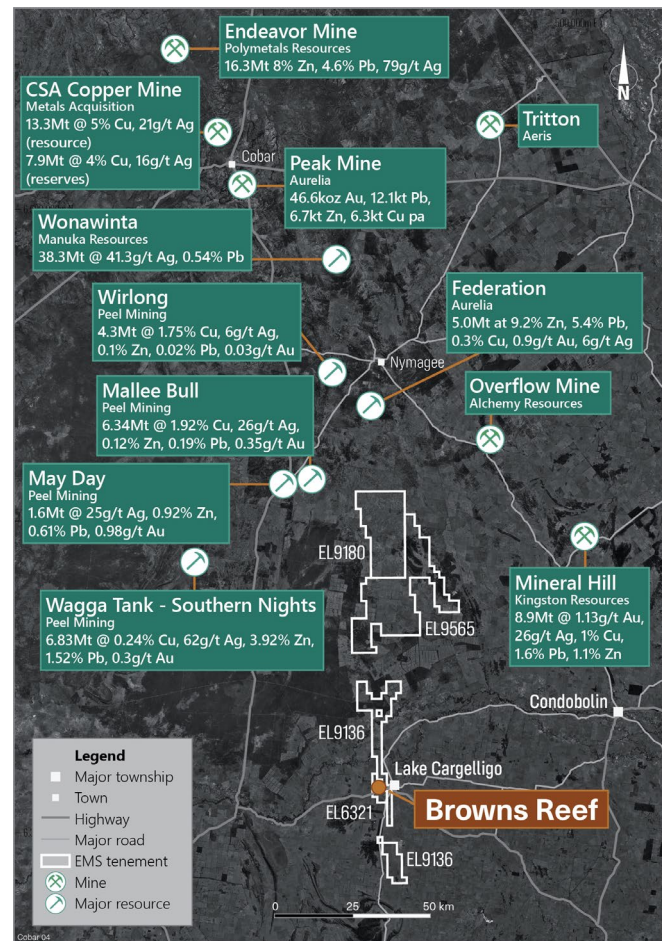 Endeavor Mine
Polymetals Resources
16.3Mt 8% Zn, 4.6% Pb, 79g/t Ag
CSA Copper Mine
Metals Acquisition
13.3Mt @ 5% Cu, 21g/t Ag
(resource)
7.9Mt @ 4% Cu, 16g/t Ag
(reserves)
N
Tritton
Aeris
Cobar
Peak Mine
Aurelia
46.6koz Au, 12.1kt Pb,
6.7kt Zn, 6.3kt Cu pa
Wonawinta
Manuka Resources
38.3Mt @ 41.3g/t Ag, 0.54% Pb
Wirlong
Peel Mining
4.3Mt @ 1.75% Cu, 6g/t Ag,
0.1% Zn, 0.02% Pb, 0.03g/t Au
Federation
Aurelia
5.0Mt at 9.2% Zn, 5.4% Pb,
0.3% Cu, 0.9g/t Au, 6g/t Ag
Nymagee
Mallee Bull
Peel Mining
6.34Mt @ 1.92% Cu, 26g/t Ag,
0.12% Zn, 0.19% Pb, 0.35g/t Au
Overflow Mine
Alchemy Resources
May Day
Peel Mining
1.6Mt @ 25g/t Ag, 0.92% Zn,
0.61% Pb, 0.98g/t Au
EL9180
EL9565
Wagga Tank - Southern Nights
Peel Mining
6.83Mt @ 0.24% Cu, 62g/t Ag, 3.92% Zn,
1.52% Pb, 0.3g/t Au
Mineral Hill
Kingston Resources
8.9Mt @ 1.13g/t Au,
26g/t Ag, 1% Cu,
1.6% Pb, 1.1% Zn
Condobolin
EL9136
Lake Cargelligo
EL6321
Browns Reef
EL9136
Legend
Major township
Town
Highway
Major road
EMS tenement
Mine
Major resource
0 25 50 km
Cobar 04